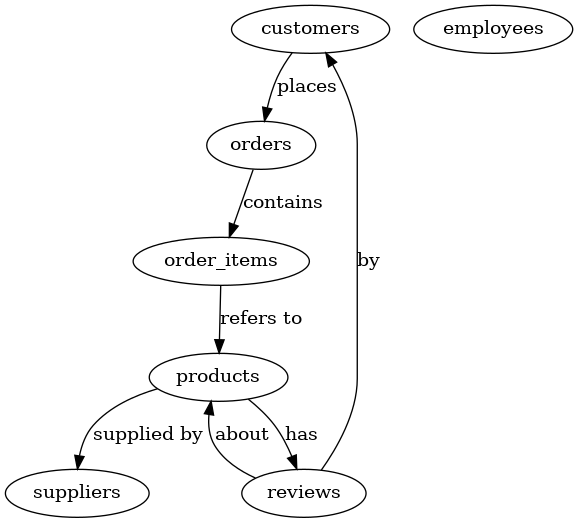 customers
employees
places
orders
contains
order_items
by
refers to
products
supplied by
about
has
suppliers
reviews